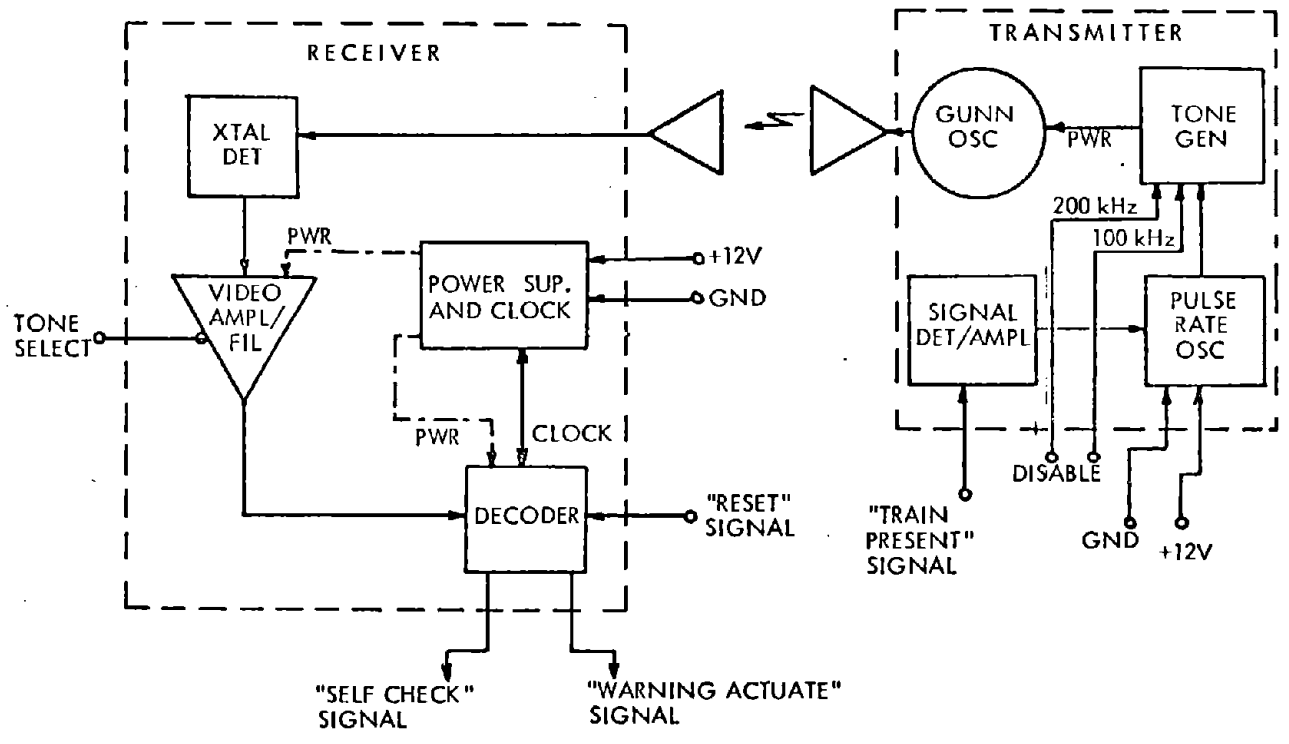 RECEIVER
TRANSMITTER
XTAL
DET
GUNN
OSC
PWR
TONE
GEN
200 kHz
100 kHz
PWR
+12V
GND
POWER SUP.
AND CLOCK
VIDEO
AMPL/
FIL
TONE
SELECT
SIGNAL
DET/AMPL
PULSE
RATE
OSC
PWR
CLOCK
DECODER
"RESET"
SIGNAL
DISABLE
"TRAIN
PRESENT"
SIGNAL
GND
+12V
"SELF CHECK"
SIGNAL
"WARNING ACTUATE"
SIGNAL